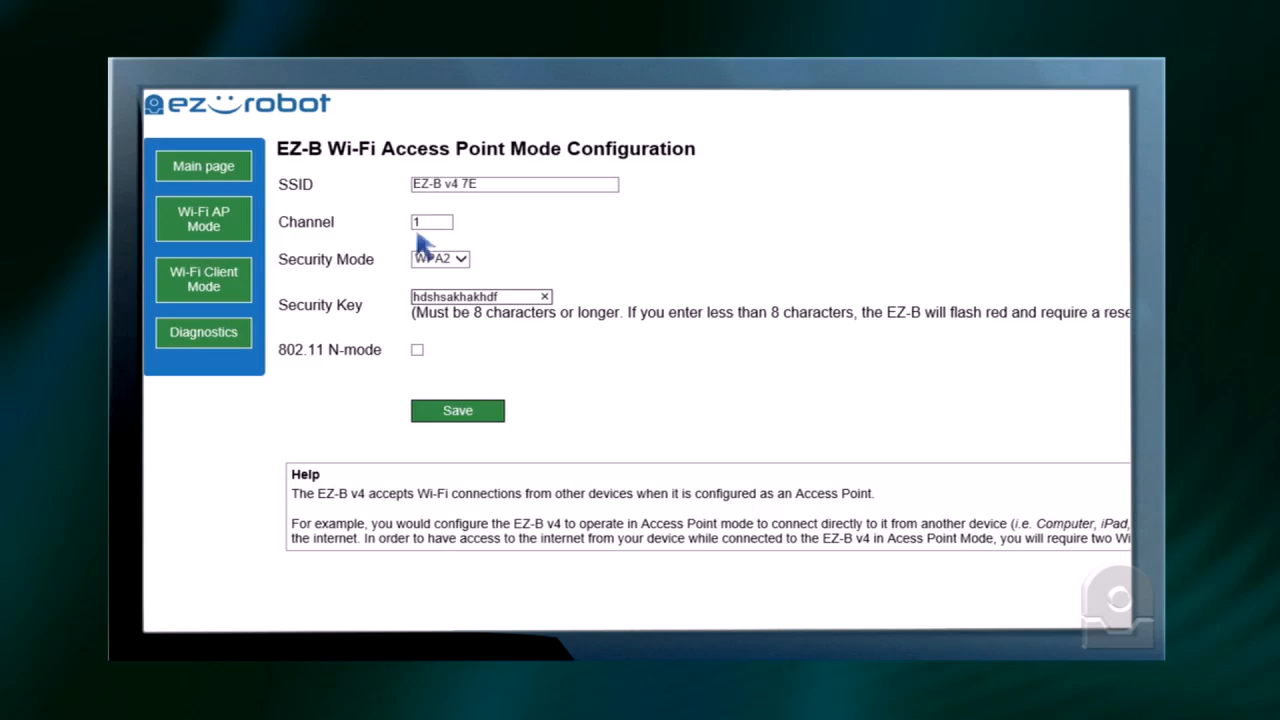 ez robot
Main page
Wi-Fi AP
Mode
Wi-Fi Client
Mode
Diagnostics
EZ-B Wi-Fi Access Point Mode Configuration
SSID EZ-B v4 7E
Channel 1
Security Mode WPA2
Security Key hdshsakhakhdf ×
(Must be 8 characters or longer. If you enter less than 8 characters, the EZ-B will flash red and require a rese
802.11 N-mode
Save
Help
The EZ-B v4 accepts Wi-Fi connections from other devices when it is configured as an Access Point.
For example, you would configure the EZ-B v4 to operate in Access Point mode to connect directly to it from another device (i.e. Computer, iPad,
the internet. In order to have access to the internet from your device while connected to the EZ-B v4 in Acess Point Mode, you will require two Wi